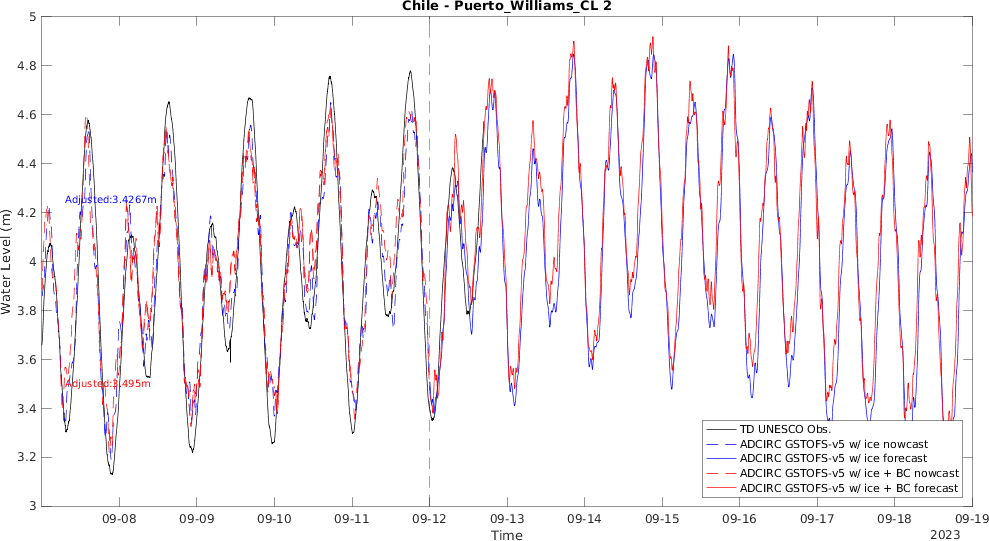 Chile - Puerto_Williams_CL 2
Water Level (m)
5
4.8
4.6
4.4
4.2
4
3.8
3.6
3.4
3.2
3
Adjusted:3.4267m
Adjusted:3.495m
TD UNESCO Obs.
ADCIRC GSTOFS-v5 w/ ice nowcast
ADCIRC GSTOFS-v5 w/ ice forecast
ADCIRC GSTOFS-v5 w/ ice + BC nowcast
ADCIRC GSTOFS-v5 w/ ice + BC forecast
09-08 09-09 09-10 09-11 09-12 09-13 09-14 09-15 09-16 09-17 09-18 09-19
Time
2023